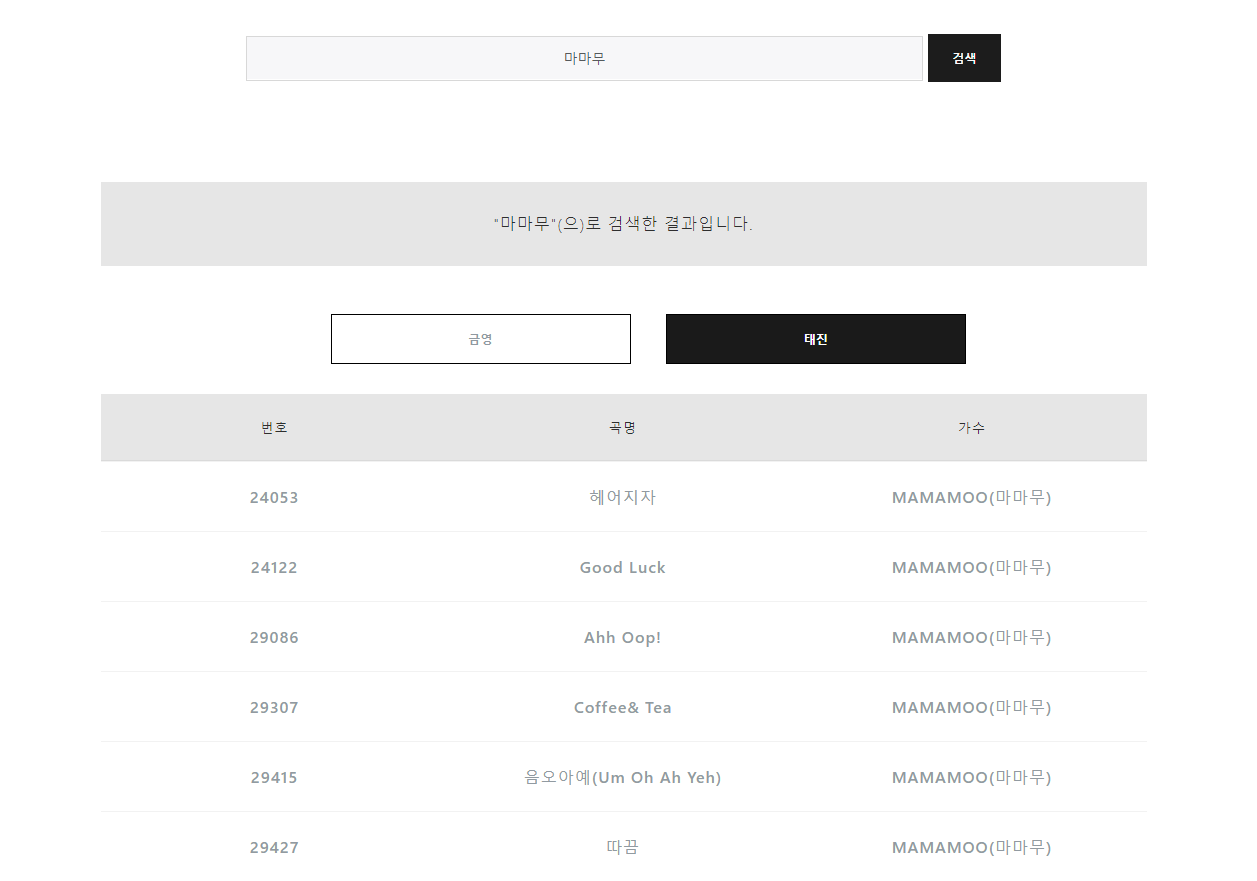 마마무 검색
"마마무"(으)로 검색한 결과입니다.
금영 태진
번호 곡명 가수
24053 헤어지자 MAMAMOO(마마무)
24122 Good Luck MAMAMOO(마마무)
29086 Ahh Oop! MAMAMOO(마마무)
29307 Coffee& Tea MAMAMOO(마마무)
29415 음오아예(Um Oh Ah Yeh) MAMAMOO(마마무)
29427 따끔 MAMAMOO(마마무)